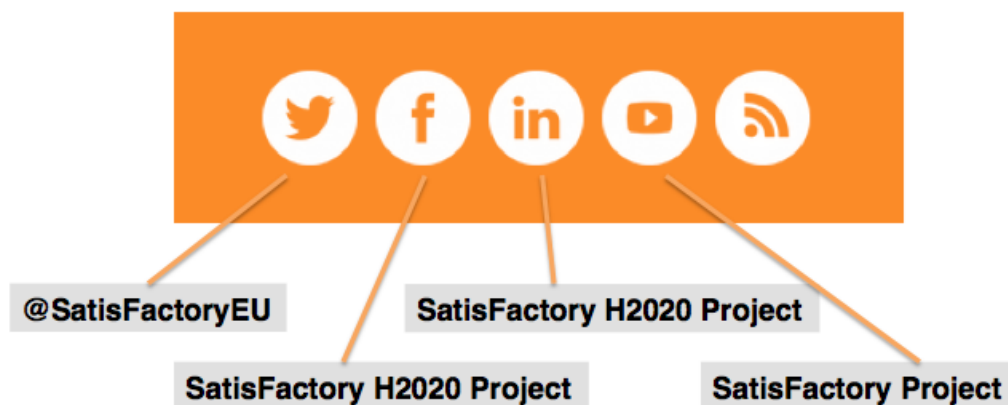 @SatisFactoryEU
SatisFactory H2020 Project
SatisFactory H2020 Project
SatisFactory Project